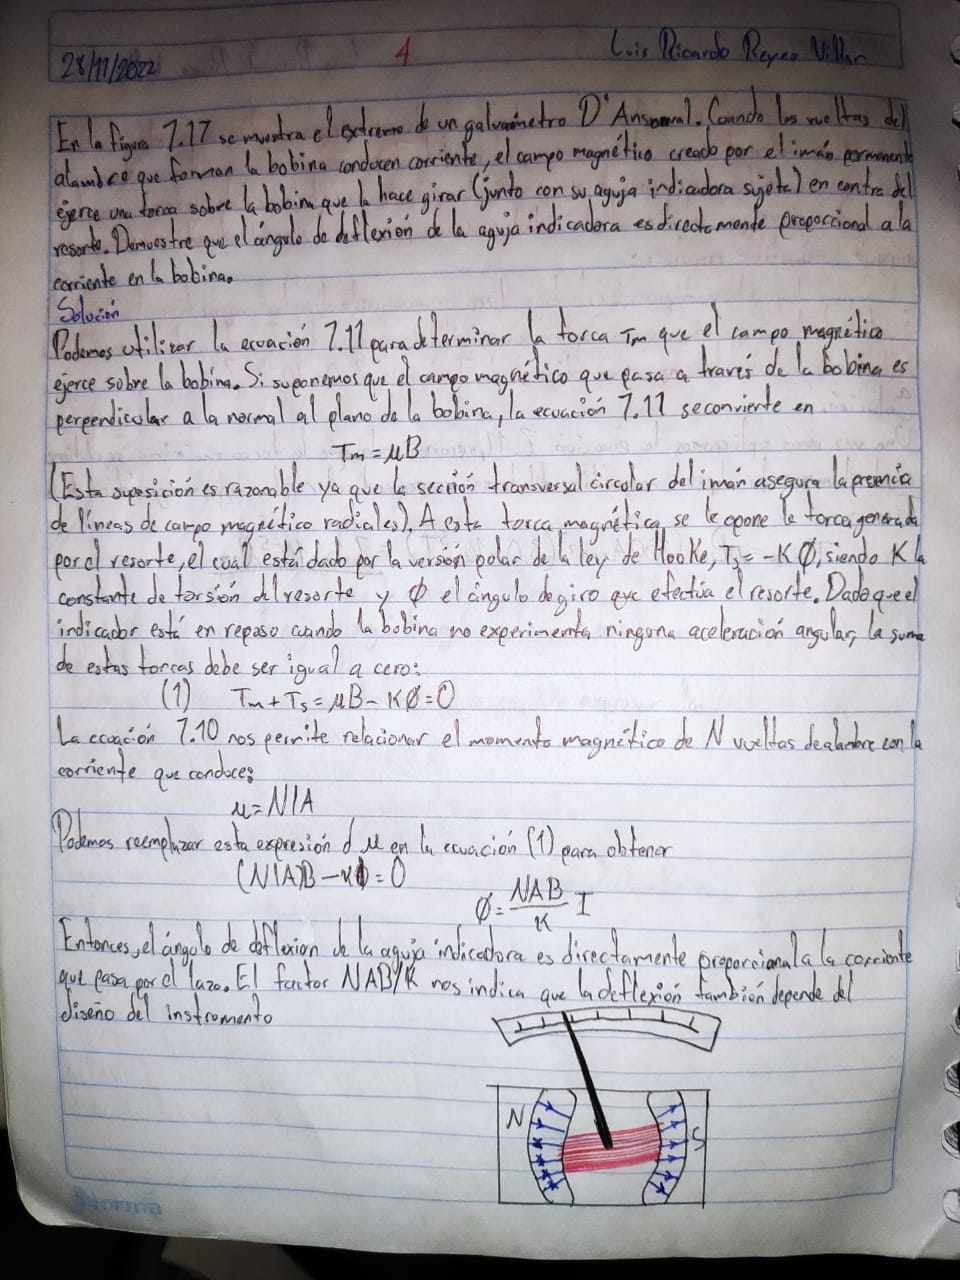 28/11/2022
4
Luis Ricardo Reyes Villar
En la figura 7.17 se muestra el extremo de un galvanómetro D'Ansonval. Cuando las vueltas del
alambre que forman la bobina conducen corriente, el campo magnético creado por el imán permanente
ejerce una torca sobre la bobina que la hace girar (junto con su aguja indicadora sujeta) en contra del
resorte. Demuestre que el ángulo de deflexión de la aguja indicadora es directamente proporcional a la
corriente en la bobina.
Solución
Podemos utilizar la ecuación 7.11 para determinar la torca Tm que el campo magnético
ejerce sobre la bobina. Si suponemos que el campo magnético que pasa a través de la bobina es
perpendicular a la normal al plano de la bobina, la ecuación 7.11 se convierte en
Tm = μB
(Esta suposición es razonable ya que la sección transversal circular del imán asegura la presencia
de líneas de campo magnético radiales). A esta torca magnética se le opone la torca generada
por el resorte, el cual está dado por la versión polar de la ley de Hooke, Ts = -KØ, siendo K la
constante de torsión del resorte y Ø el ángulo de giro que efectúa el resorte. Dado que el
indicador está en reposo cuando la bobina no experimenta ninguna aceleración angular, la suma
de estas torcas debe ser igual a cero:
(1) Tm + Ts = μB - KØ = 0
La ecuación 7.10 nos permite relacionar el momento magnético de N vueltas de alambre con la
corriente que conduce:
μ = NIA
Podemos reemplazar esta expresión d μ en la ecuación (1) para obtener
(NIA)B - KØ = 0
Ø = NAB/K I
Entonces, el ángulo de deflexion de la aguja indicadora es directamente proporcional a la corriente
que pasa por el lazo. El factor NAB/K nos indica que la deflexión también depende del
diseño del instrumento
N
S
Norma